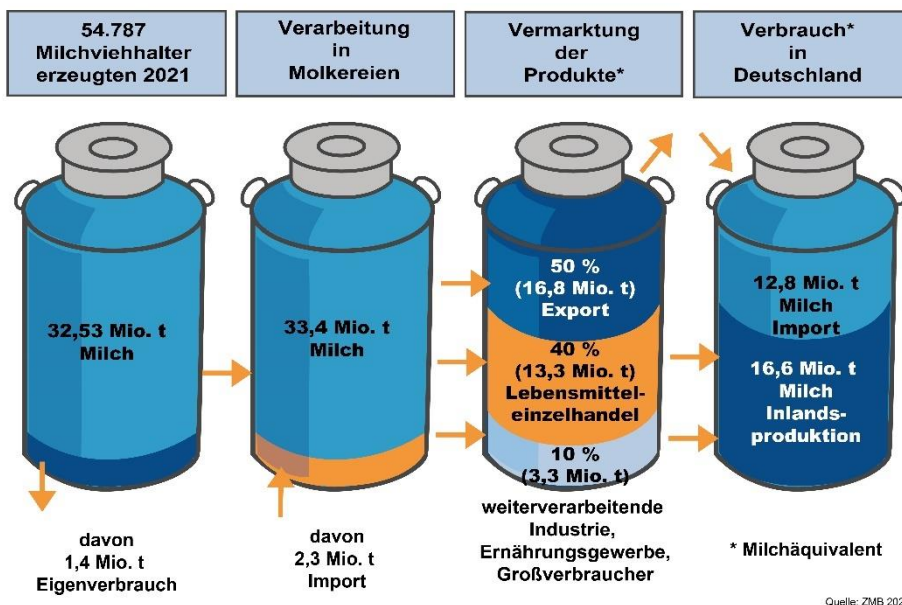 54.787
Milchviehhalter
erzeugten 2021
Verarbeitung
in
Molkereien
Vermarktung
der
Produkte*
Verbrauch*
in
Deutschland
32,53 Mio. t
Milch
33,4 Mio. t
Milch
50 %
(16,8 Mio. t)
Export
40 %
(13,3 Mio. t)
Lebensmittel-
einzelhandel
10 %
(3,3 Mio. t)
12,8 Mio. t
Milch
Import
16,6 Mio. t
Milch
Inlands-
produktion
davon
1,4 Mio. t
Eigenverbrauch
davon
2,3 Mio. t
Import
weiterverarbeitende
Industrie,
Ernährungsgewerbe,
Großverbraucher
* Milchäquivalent
Quelle: ZMB